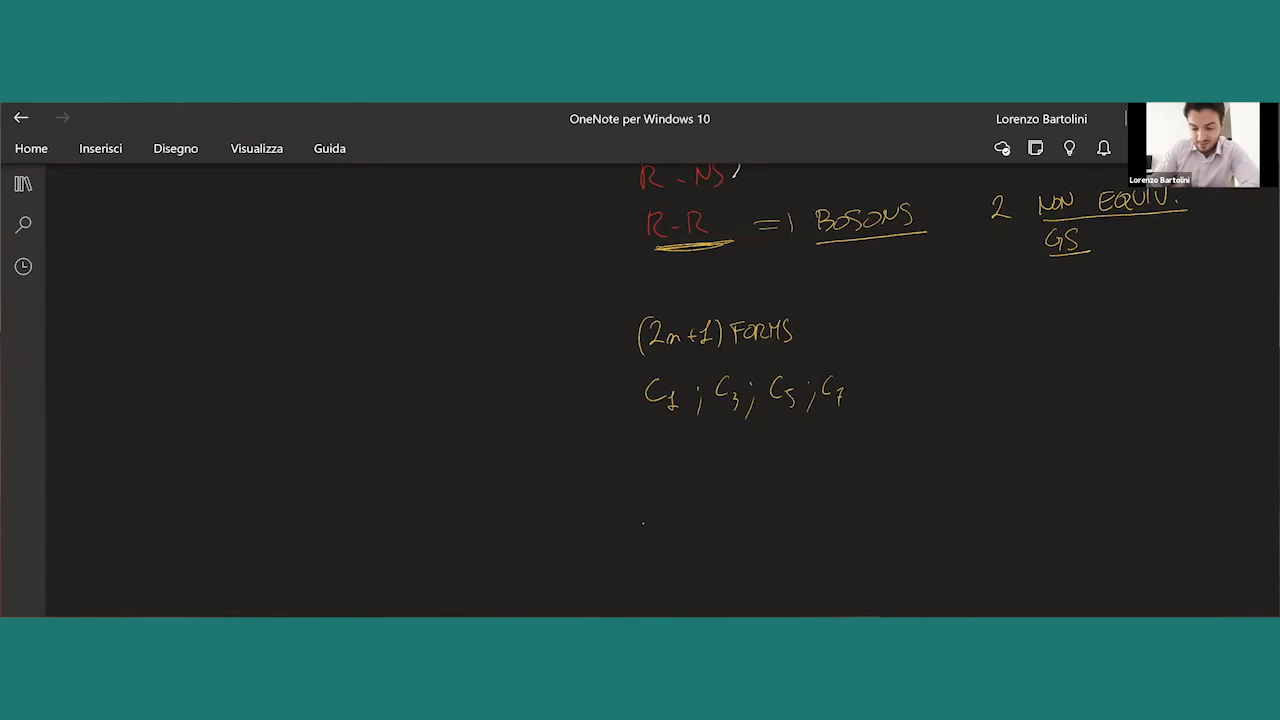 OneNote per Windows 10
Lorenzo Bartolini
Home Inserisci Disegno Visualizza Guida
Lorenzo Bartolini
R - NS
R - R => BOSONS
2 NON EQUIV.
GS
(2n+1) FORMS
C1 ; C3 ; C5 ; C7